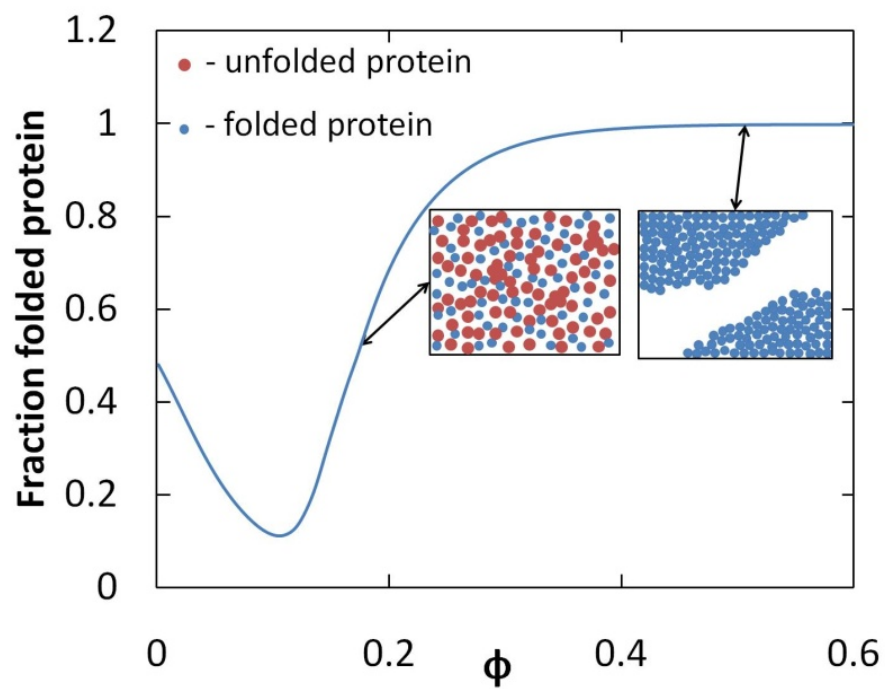 1.2
- unfolded protein
1
- folded protein
0.8
0.6
0.4
0.2
0
Fraction folded protein
0
0.2
0.4
0.6
ϕ